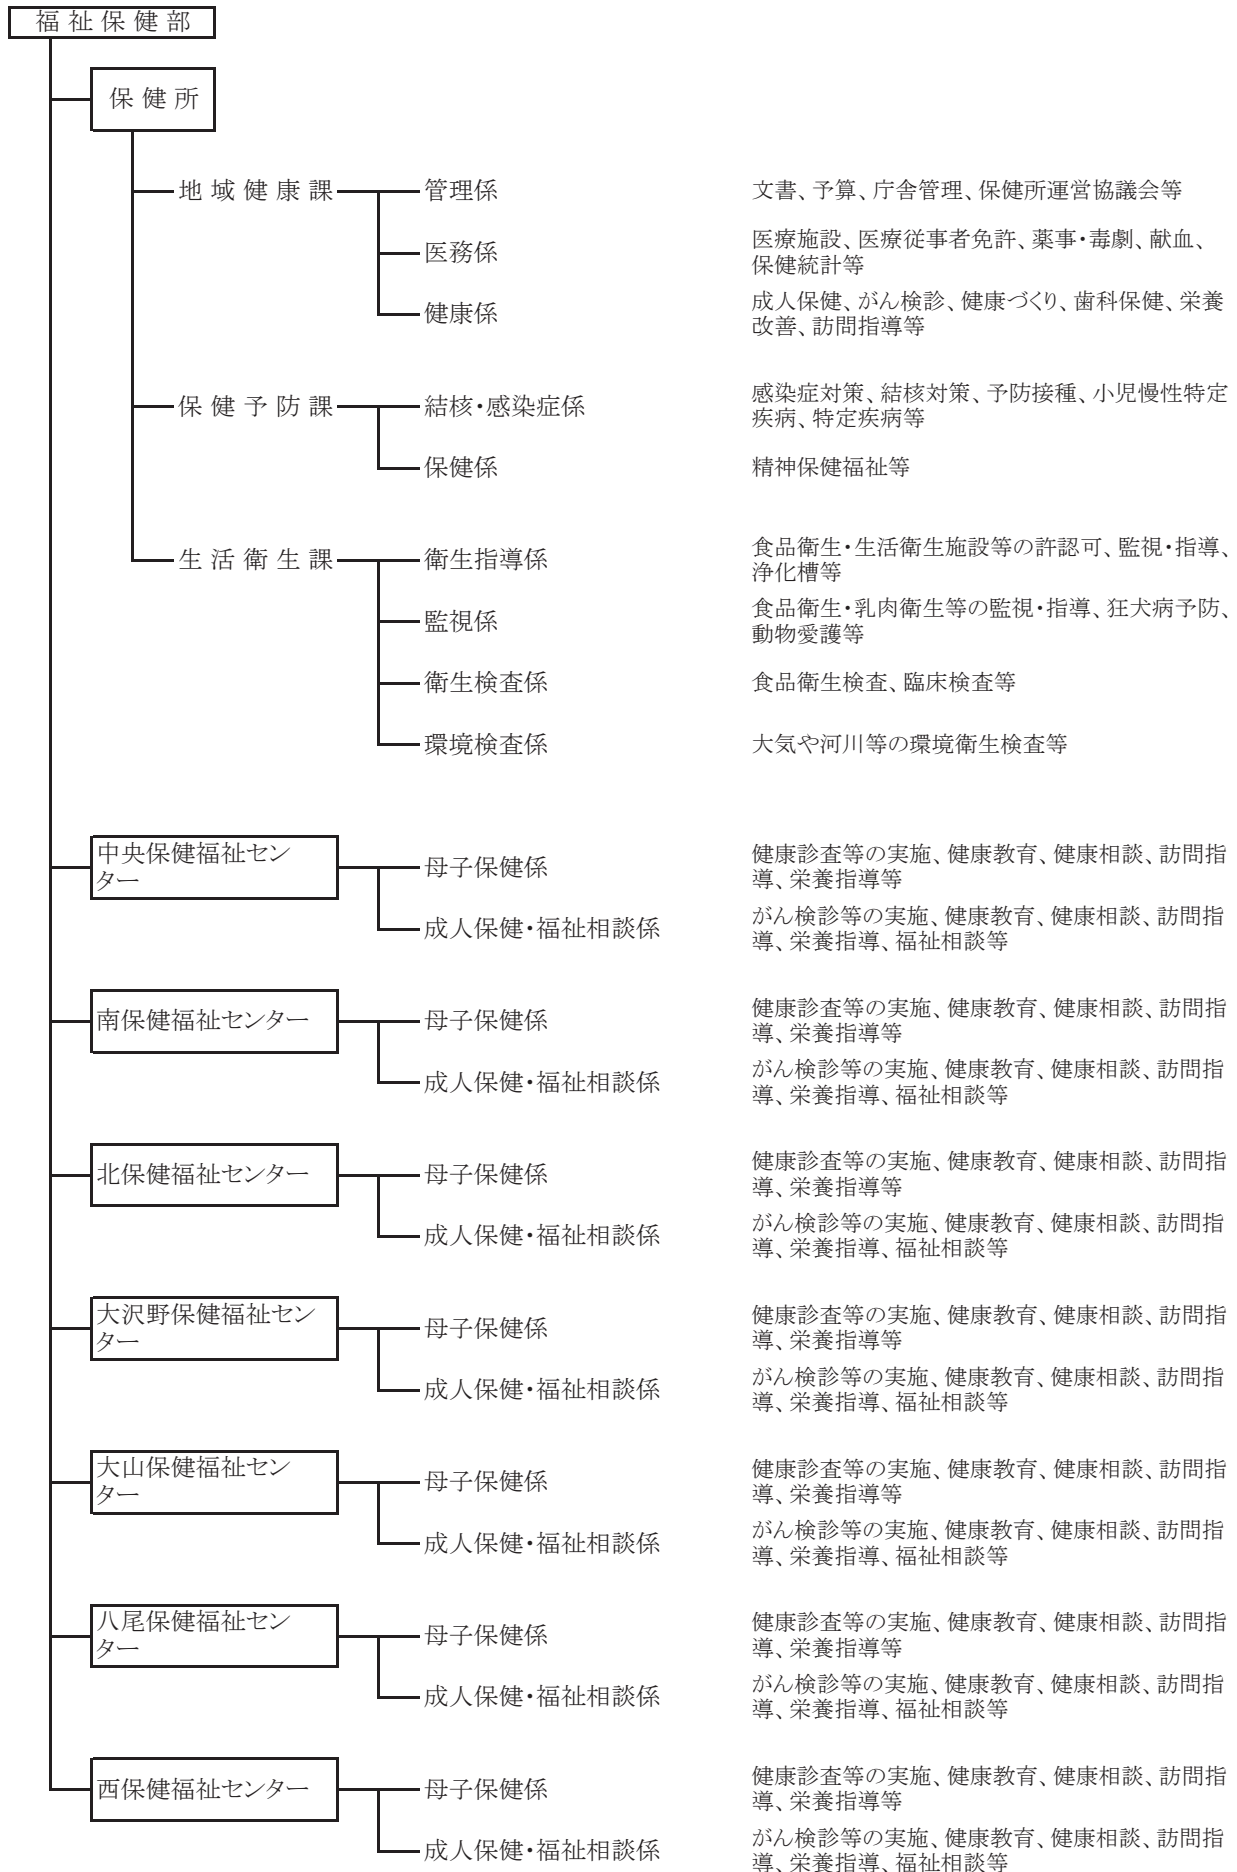 福祉保健部
保健所
地域健康課
管理係
文書、予算、庁舎管理、保健所運営協議会等
医務係
医療施設、医療従事者免許、薬事・毒劇、献血、
保健統計等
健康係
成人保健、がん検診、健康づくり、歯科保健、栄養
改善、訪問指導等
保健予防課
結核・感染症係
感染症対策、結核対策、予防接種、小児慢性特定
疾病、特定疾病等
保健係
精神保健福祉等
生活衛生課
衛生指導係
食品衛生・生活衛生施設等の許認可、監視・指導、
浄化槽等
監視係
食品衛生・乳肉衛生等の監視・指導、狂犬病予防、
動物愛護等
衛生検査係
食品衛生検査、臨床検査等
環境検査係
大気や河川等の環境衛生検査等
中央保健福祉セン
ター
母子保健係
健康診査等の実施、健康教育、健康相談、訪問指
導、栄養指導等
成人保健・福祉相談係
がん検診等の実施、健康教育、健康相談、訪問指
導、栄養指導、福祉相談等
南保健福祉センター
母子保健係
健康診査等の実施、健康教育、健康相談、訪問指
導、栄養指導等
成人保健・福祉相談係
がん検診等の実施、健康教育、健康相談、訪問指
導、栄養指導、福祉相談等
北保健福祉センター
母子保健係
健康診査等の実施、健康教育、健康相談、訪問指
導、栄養指導等
成人保健・福祉相談係
がん検診等の実施、健康教育、健康相談、訪問指
導、栄養指導、福祉相談等
大沢野保健福祉セン
ター
母子保健係
健康診査等の実施、健康教育、健康相談、訪問指
導、栄養指導等
成人保健・福祉相談係
がん検診等の実施、健康教育、健康相談、訪問指
導、栄養指導、福祉相談等
大山保健福祉セン
ター
母子保健係
健康診査等の実施、健康教育、健康相談、訪問指
導、栄養指導等
成人保健・福祉相談係
がん検診等の実施、健康教育、健康相談、訪問指
導、栄養指導、福祉相談等
八尾保健福祉セン
ター
母子保健係
健康診査等の実施、健康教育、健康相談、訪問指
導、栄養指導等
成人保健・福祉相談係
がん検診等の実施、健康教育、健康相談、訪問指
導、栄養指導、福祉相談等
西保健福祉センター
母子保健係
健康診査等の実施、健康教育、健康相談、訪問指
導、栄養指導等
成人保健・福祉相談係
がん検診等の実施、健康教育、健康相談、訪問指
導、栄養指導、福祉相談等